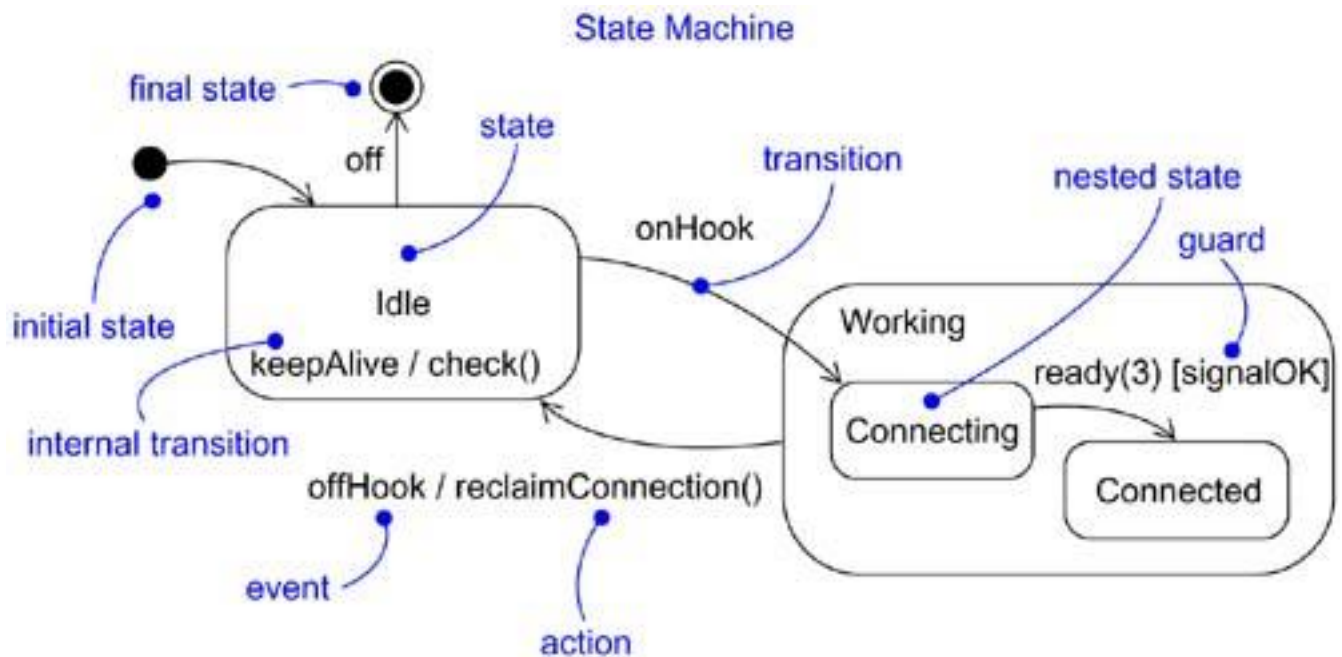 State Machine
final state
state
off
transition
nested state
onHook
guard
initial state
Idle
Working
keepAlive / check()
ready(3) [signalOK]
internal transition
Connecting
offHook / reclaimConnection()
Connected
event
action